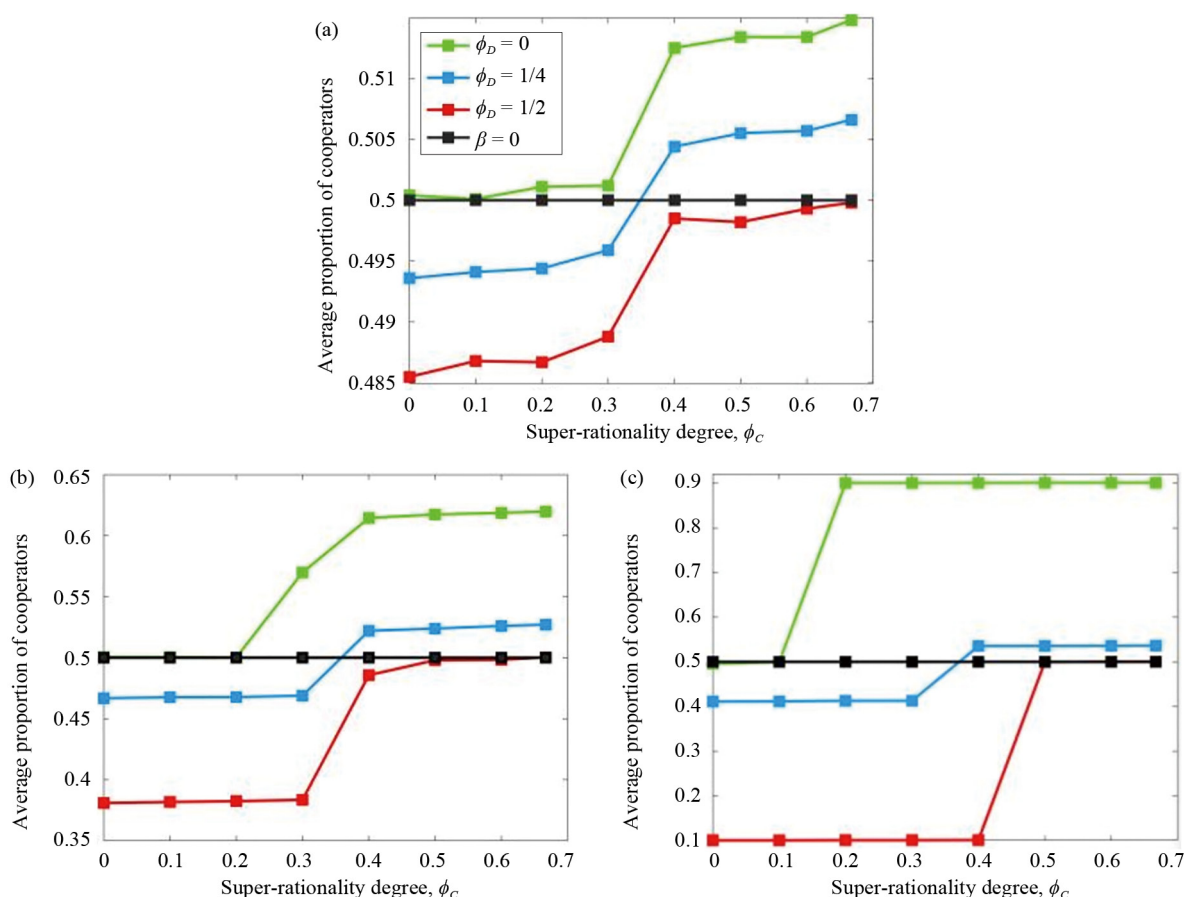 (a)
ϕD = 0
ϕD = 1/4
ϕD = 1/2
β = 0
Average proportion of cooperators
0.51
0.505
0.5
0.495
0.49
0.485
0 0.1 0.2 0.3 0.4 0.5 0.6 0.7
Super-rationality degree, ϕC
(b)
Average proportion of cooperators
0.65
0.6
0.55
0.5
0.45
0.4
0.35
0 0.1 0.2 0.3 0.4 0.5 0.6 0.7
Super-rationality degree, ϕC
(c)
Average proportion of cooperators
0.9
0.8
0.7
0.6
0.5
0.4
0.3
0.2
0.1
0 0.1 0.2 0.3 0.4 0.5 0.6 0.7
Super-rationality degree, ϕC